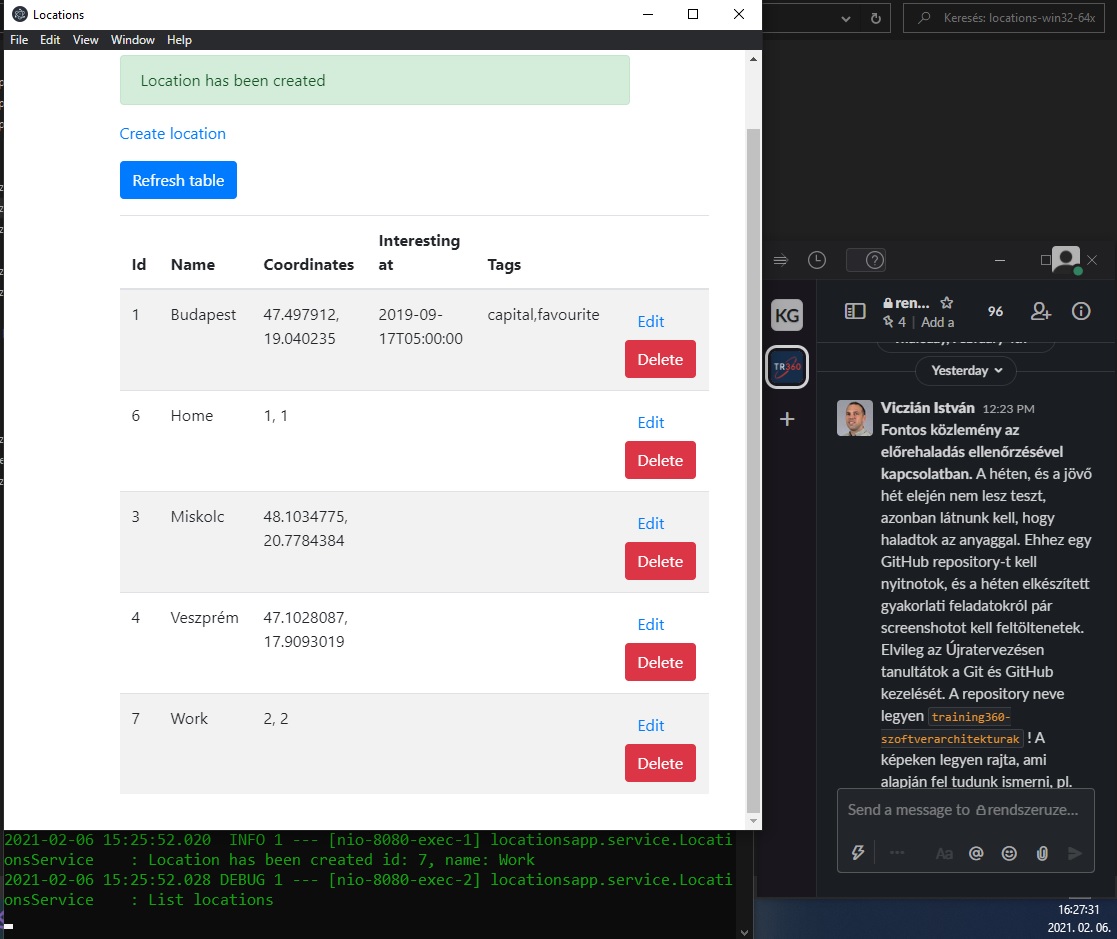 Locations
File Edit View Window Help
Location has been created
Create location
Refresh table
Id Name Coordinates Interesting at Tags
1 Budapest 47.497912, 19.040235 2019-09-17T05:00:00 capital,favourite Edit Delete
6 Home 1, 1 Edit Delete
3 Miskolc 48.1034775, 20.7784384 Edit Delete
4 Veszprém 47.1028087, 17.9093019 Edit Delete
7 Work 2, 2 Edit Delete
2021-02-06 15:25:52.020  INFO 1 --- [nio-8080-exec-1] locationsapp.service.Locati
onsService    : Location has been created id: 7, name: Work
2021-02-06 15:25:52.028 DEBUG 1 --- [nio-8080-exec-2] locationsapp.service.Locati
onsService    : List locations
Keresés: locations-win32-64x
KG
TR360
ren...
96
4 | Add a
Yesterday
Viczián István 12:23 PM
Fontos közlemény az
előrehaladás ellenőrzésével
kapcsolatban. A héten, és a jövő
hét elején nem lesz teszt,
azonban látnunk kell, hogy
haladtok az anyaggal. Ehhez egy
GitHub repository-t kell
nyitnotok, és a héten elkészített
gyakorlati feladatokról pár
screenshotot kell feltöltenetek.
Elvileg az Újratervezésen
tanultátok a Git és GitHub
kezelését. A repository neve
legyen training360-
szoftverarchitekturak ! A
képeken legyen rajta, ami
alapján fel tudunk ismerni, pl.
Send a message to rendszeruze...
Aa @
16:27:31
2021. 02. 06.